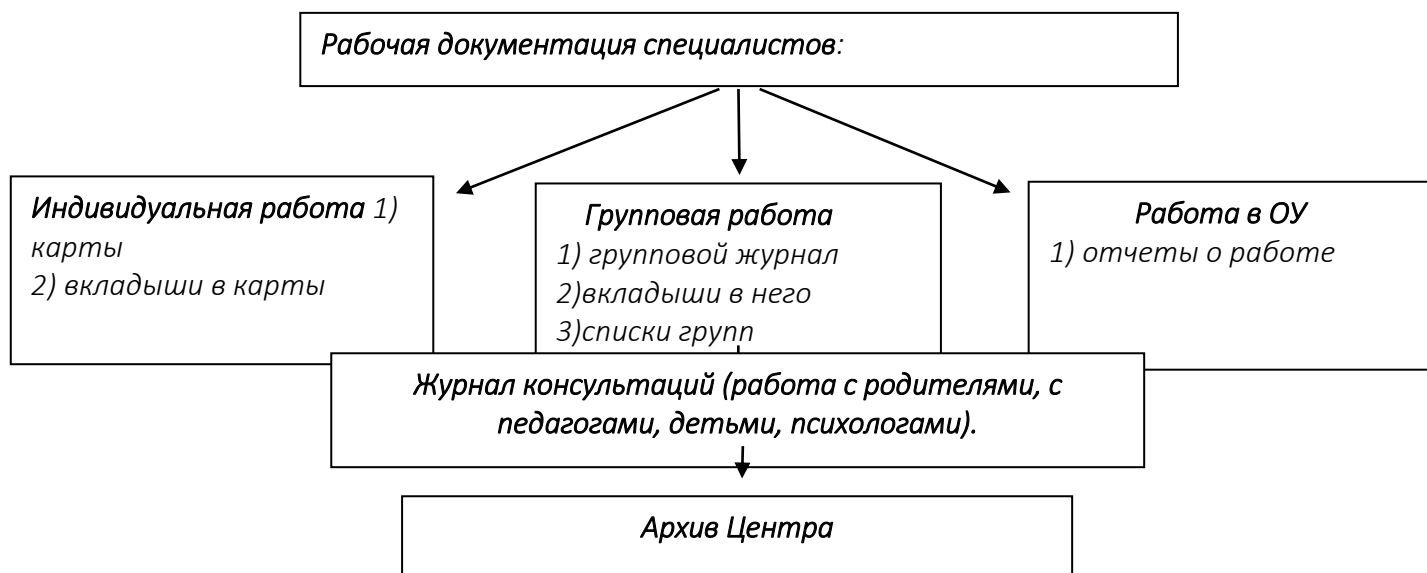 Рабочая документация специалистов:
Индивидуальная работа 1)
карты
2) вкладыши в карты
Групповая работа
1) групповой журнал
2)вкладыши в него
3)списки групп
Работа в ОУ
1) отчеты о работе
Журнал консультаций (работа с родителями, с
педагогами, детьми, психологами).
Архив Центра